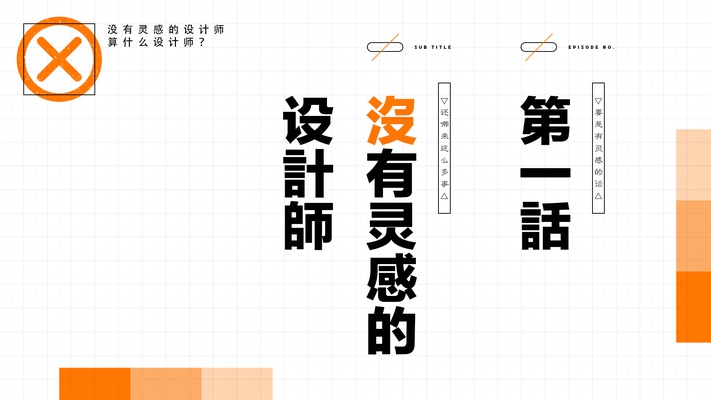 没有灵感的设计师
算什么设计师？
EPISODE NO.
第一話
▽要是有灵感的话△
SUB TITLE
沒有灵感的
设計師
▽还哪来这么多事△